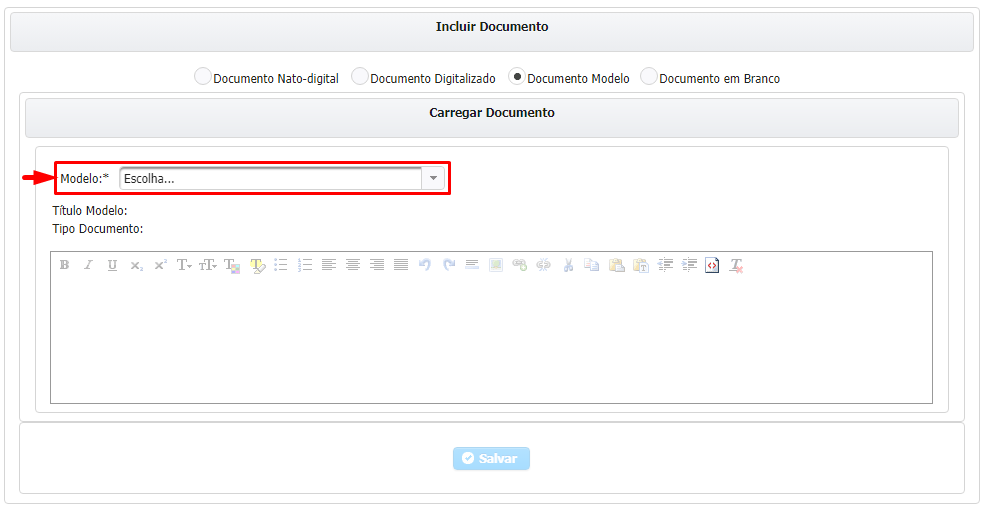 Incluir Documento
Documento Nato-digital Documento Digitalizado Documento Modelo Documento em Branco
Carregar Documento
Modelo:* Escolha...
Título Modelo:
Tipo Documento:
Salvar